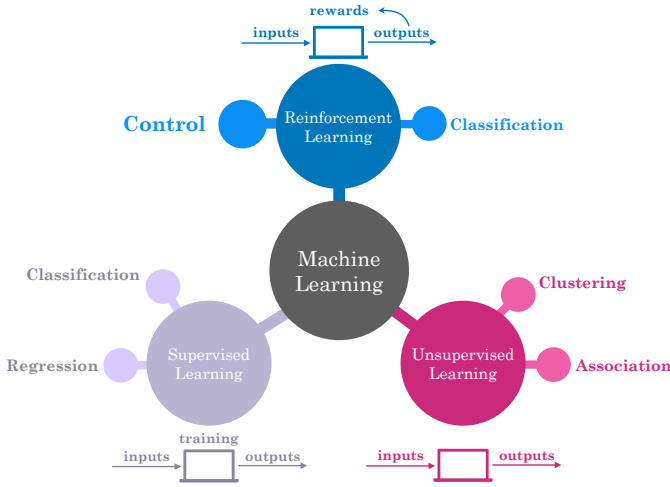 rewards
inputs
outputs
Control
Reinforcement
Learning
Classification
Machine
Learning
Classification
Regression
Supervised
Learning
Clustering
Unsupervised
Learning
Association
training
inputs
outputs
inputs
outputs